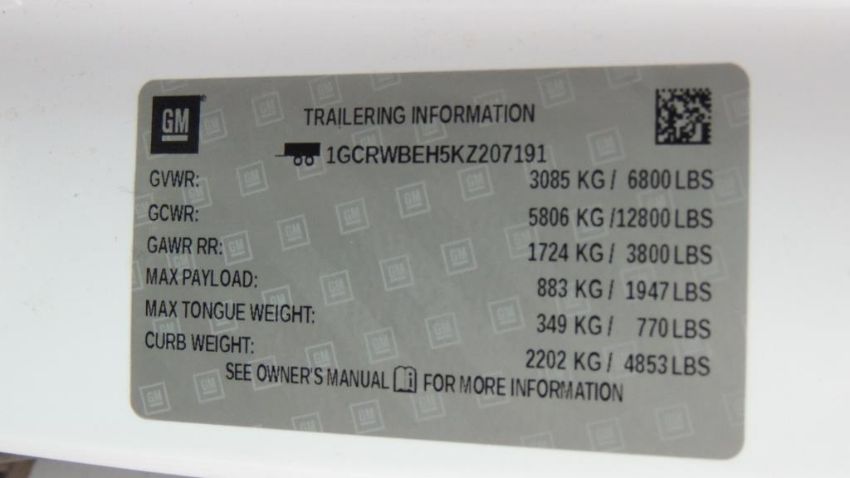 GM
TRAILERING INFORMATION
1GCRWBEH5KZ207191
GVWR: 3085 KG / 6800 LBS
GCWR: 5806 KG /12800 LBS
GAWR RR: 1724 KG / 3800 LBS
MAX PAYLOAD: 883 KG / 1947 LBS
MAX TONGUE WEIGHT: 349 KG / 770 LBS
CURB WEIGHT: 2202 KG / 4853 LBS
SEE OWNER'S MANUAL FOR MORE INFORMATION